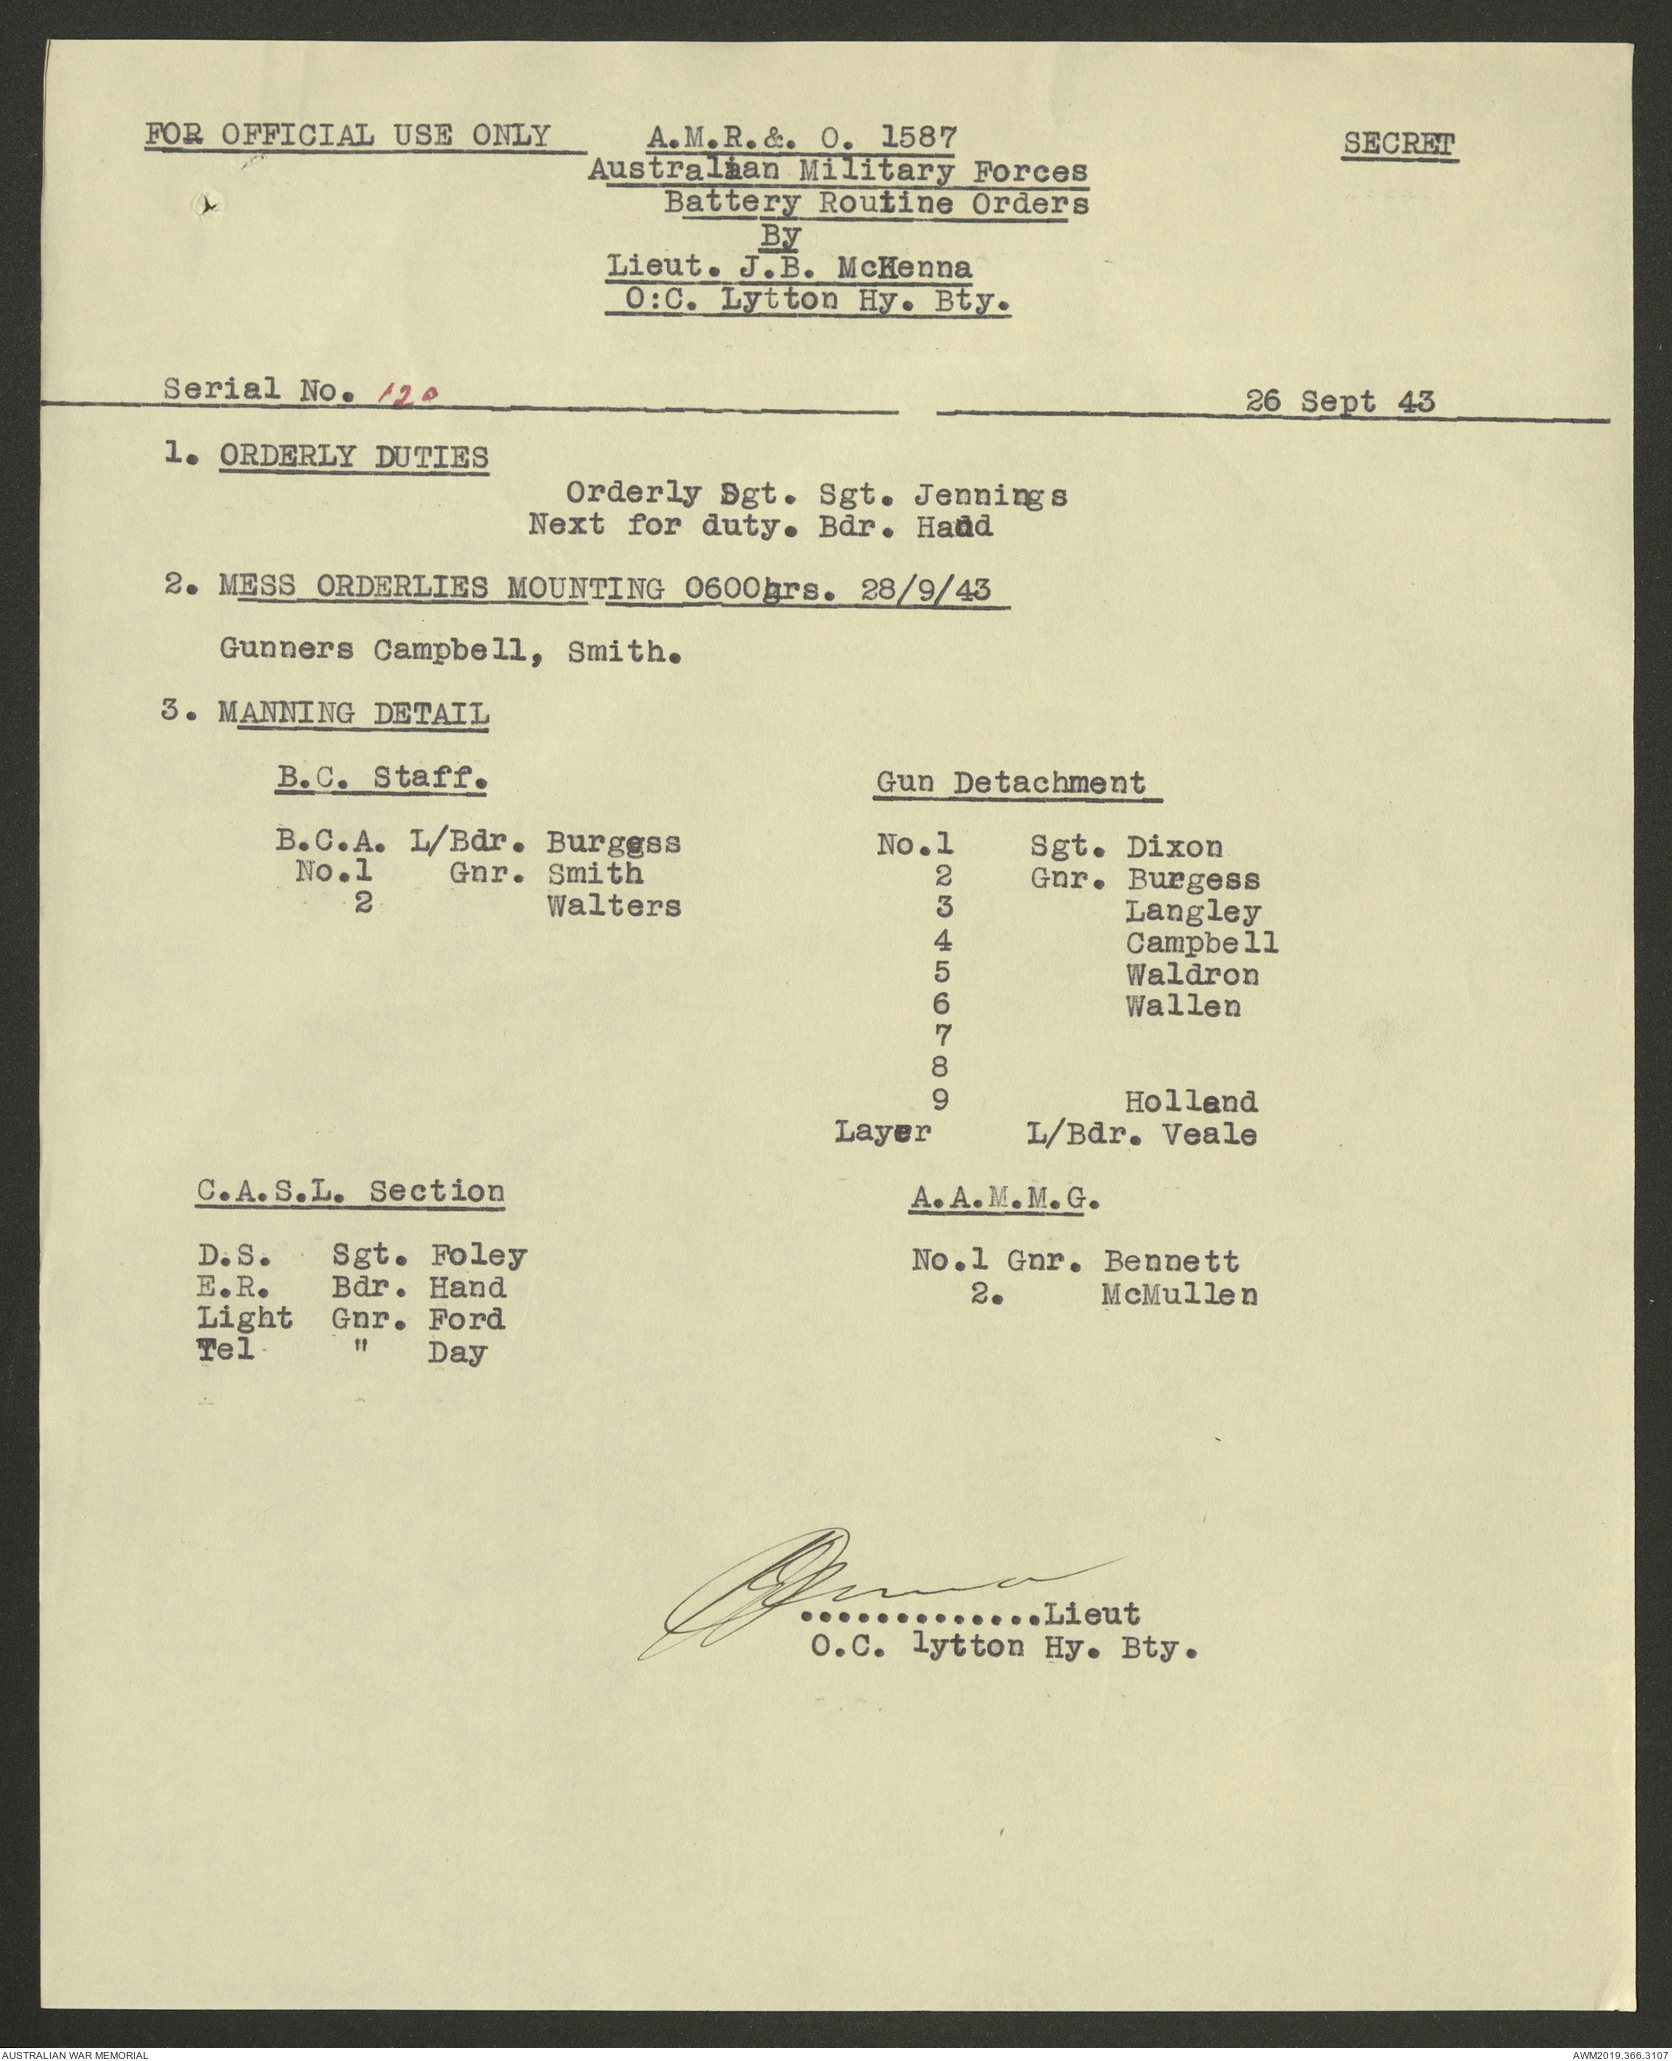 FOR OFFICIAL USE ONLY A.M.R.&. O. 1587 SECRET
Australian Military Forces
Battery Routine Orders
By
Lieut. J.B. McKenna
O:C. Lytton Hy. Bty.
Serial No. 120 26 Sept 43
1. ORDERLY DUTIES
Orderly Sgt. Sgt. Jennings
Next for duty. Bdr. Hand
2. MESS ORDERLIES MOUNTING 0600hrs. 28/9/43
Gunners Campbell, Smith.
3. MANNING DETAIL
B.C. Staff.
B.C.A. L/Bdr. Burgess
No.1 Gnr. Smith
2 Walters
Gun Detachment
No.1 Sgt. Dixon
2 Gnr. Burgess
3 Langley
4 Campbell
5 Waldron
6 Wallen
7
8
9 Holland
Layer L/Bdr. Veale
C.A.S.L. Section
D.S. Sgt. Foley
E.R. Bdr. Hand
Light Gnr. Ford
Tel " Day
A.A.M.M.G.
No.1 Gnr. Bennett
2. McMullen
.............Lieut
O.C. lytton Hy. Bty.
AUSTRALIAN WAR MEMORIAL AWM2019.366.3107